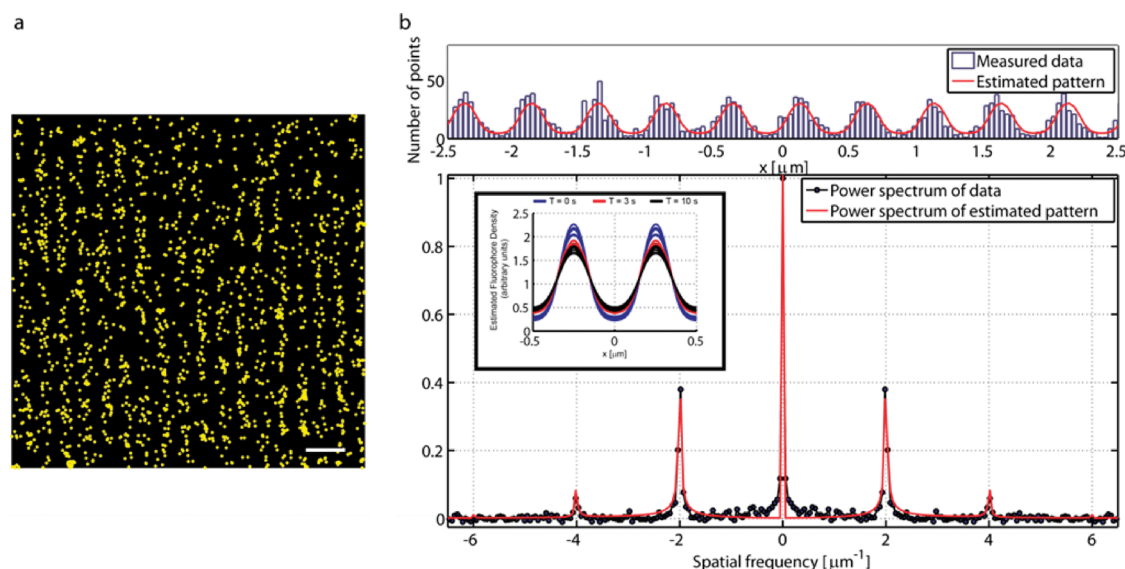 a
b
Number of points
50
0
Measured data
Estimated pattern
-2.5 -2 -1.5 -1 -0.5 0 0.5 1 1.5 2 2.5
x [μm]
1
0.8
0.6
0.4
0.2
0
Power spectrum of data
Power spectrum of estimated pattern
T = 0 s T = 3 s T = 10 s
Estimated Fluorophore Density
(arbitrary units)
2.5
2
1.5
1
0.5
0
-0.5 0 0.5
x [μm]
-6 -4 -2 0 2 4 6
Spatial frequency [μm⁻¹]